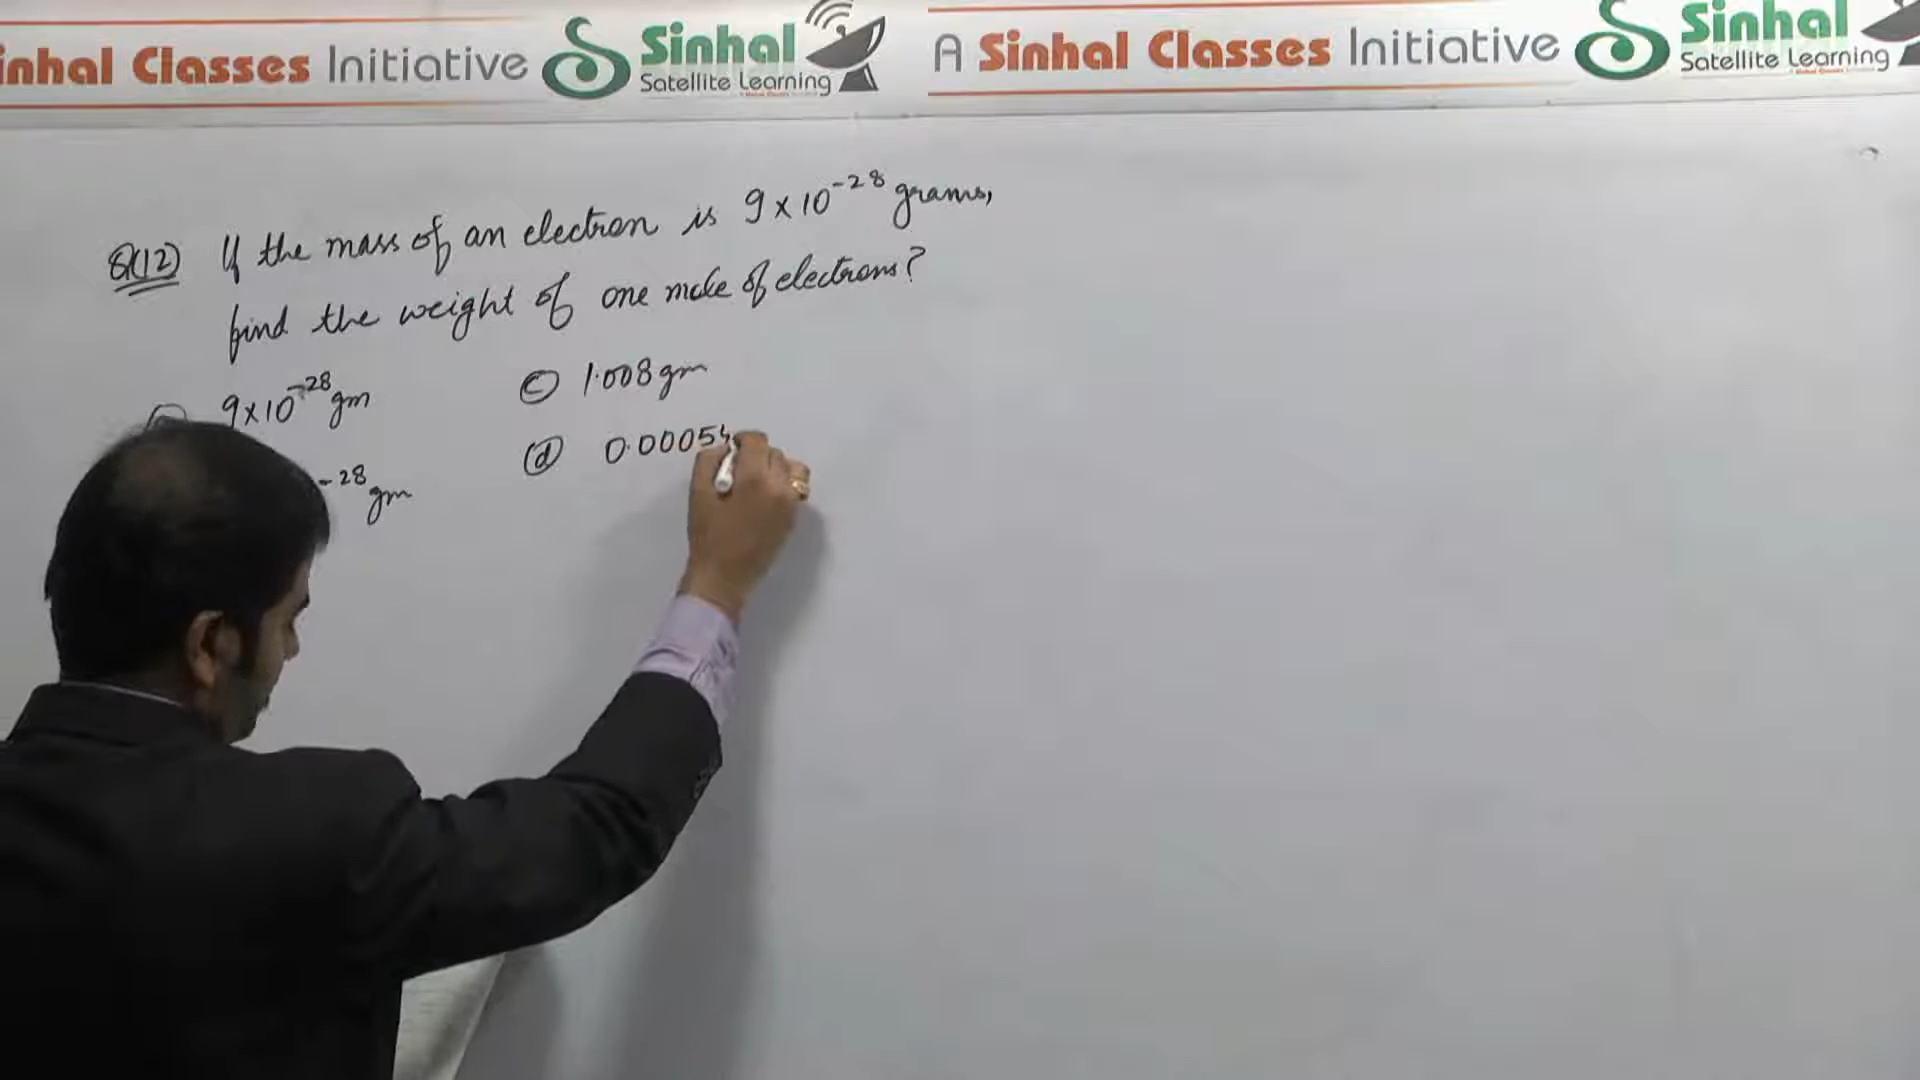 inhal Classes Initiative Sinhal A Sinhal Classes Initiative Sinhal
Satellite Learning Satellite Learning
Q(12) If the mass of an electron is 9 x 10⁻²⁸ grams,
find the weight of one mole of electrons?
9x10⁻²⁸ gm (c) 1.008 gm
⁻²⁸ gm (d) 0.00054